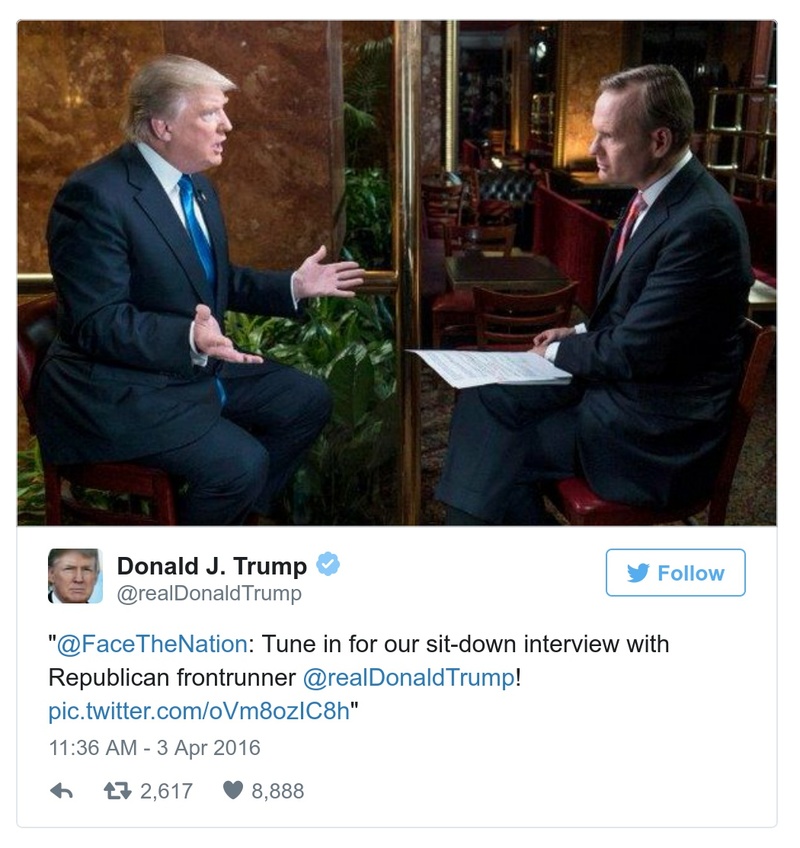 Donald J. Trump
@realDonaldTrump
Follow
"@FaceTheNation: Tune in for our sit-down interview with
Republican frontrunner @realDonaldTrump!
pic.twitter.com/oVm8ozIC8h"
11:36 AM - 3 Apr 2016
2,617 8,888